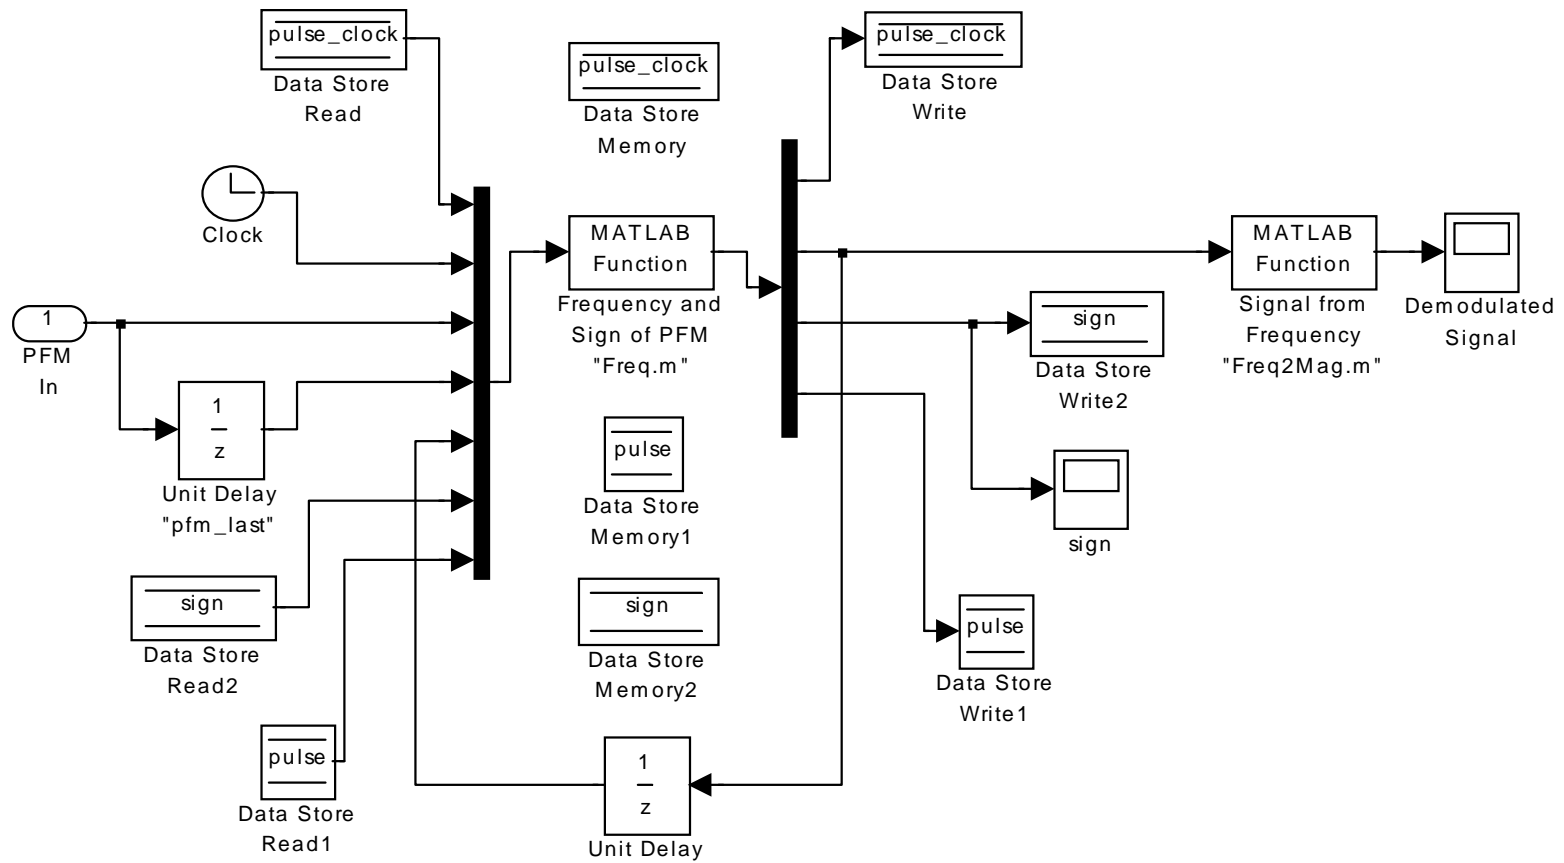 pulse_clock
Data Store
Read
pulse_clock
Data Store
Memory
pulse_clock
Data Store
Write
Clock
MATLAB
Function
Frequency and
Sign of PFM
"Freq.m"
MATLAB
Function
Signal from
Frequency
"Freq2Mag.m"
Demodulated
Signal
1
PFM
In
sign
Data Store
Write2
1
z
Unit Delay
"pfm_last"
pulse
Data Store
Memory1
sign
sign
Data Store
Read2
sign
Data Store
Memory2
pulse
Data Store
Write1
pulse
Data Store
Read1
1
z
Unit Delay